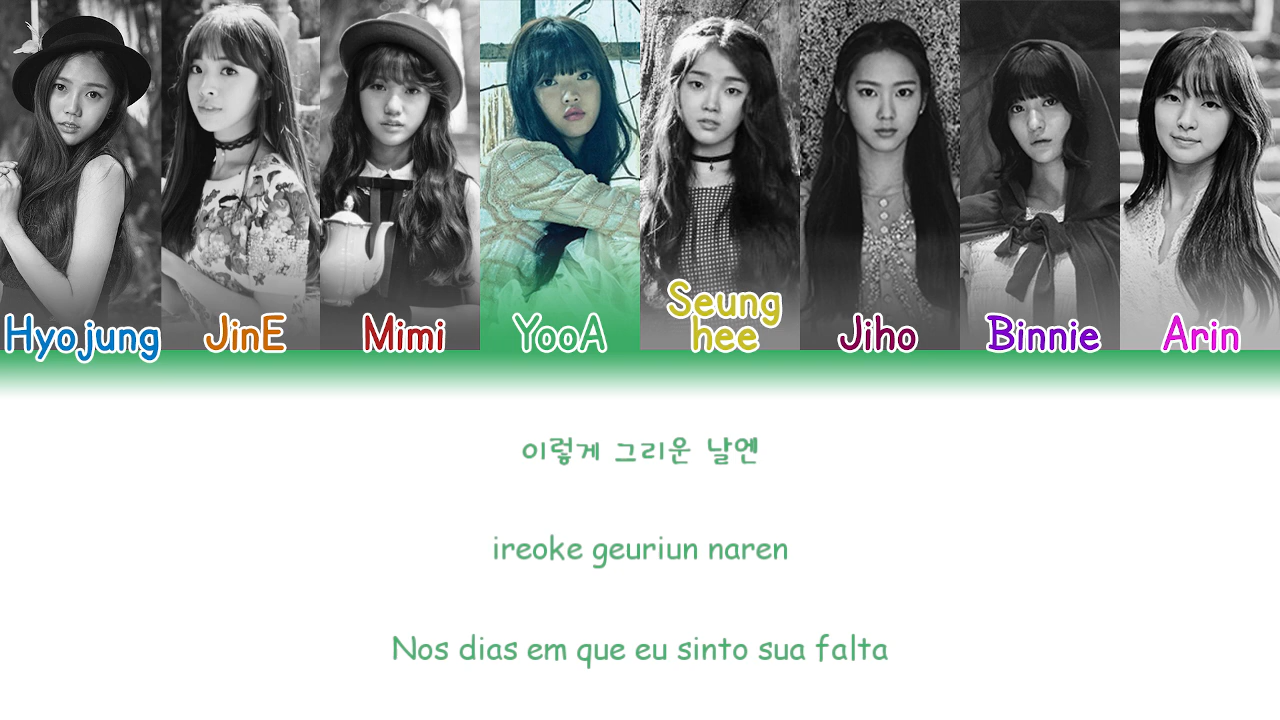 Hyojung JinE Mimi YooA Seung hee Jiho Binnie Arin
이렇게 그리운 날엔
ireoke geuriun naren
Nos dias em que eu sinto sua falta